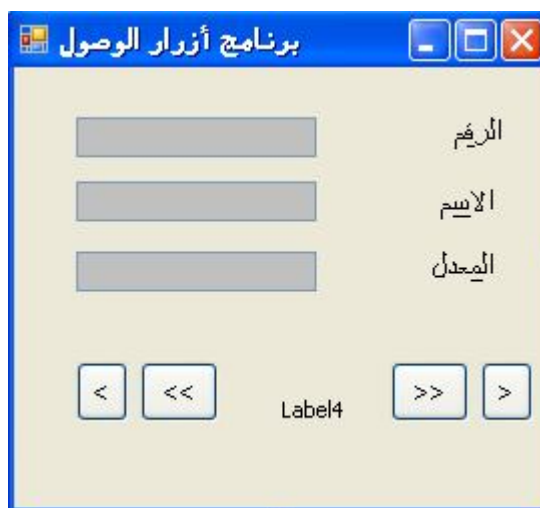 برنامج أزرار الوصول
الرقم
الاسم
المعدل
< << Label4 >> >